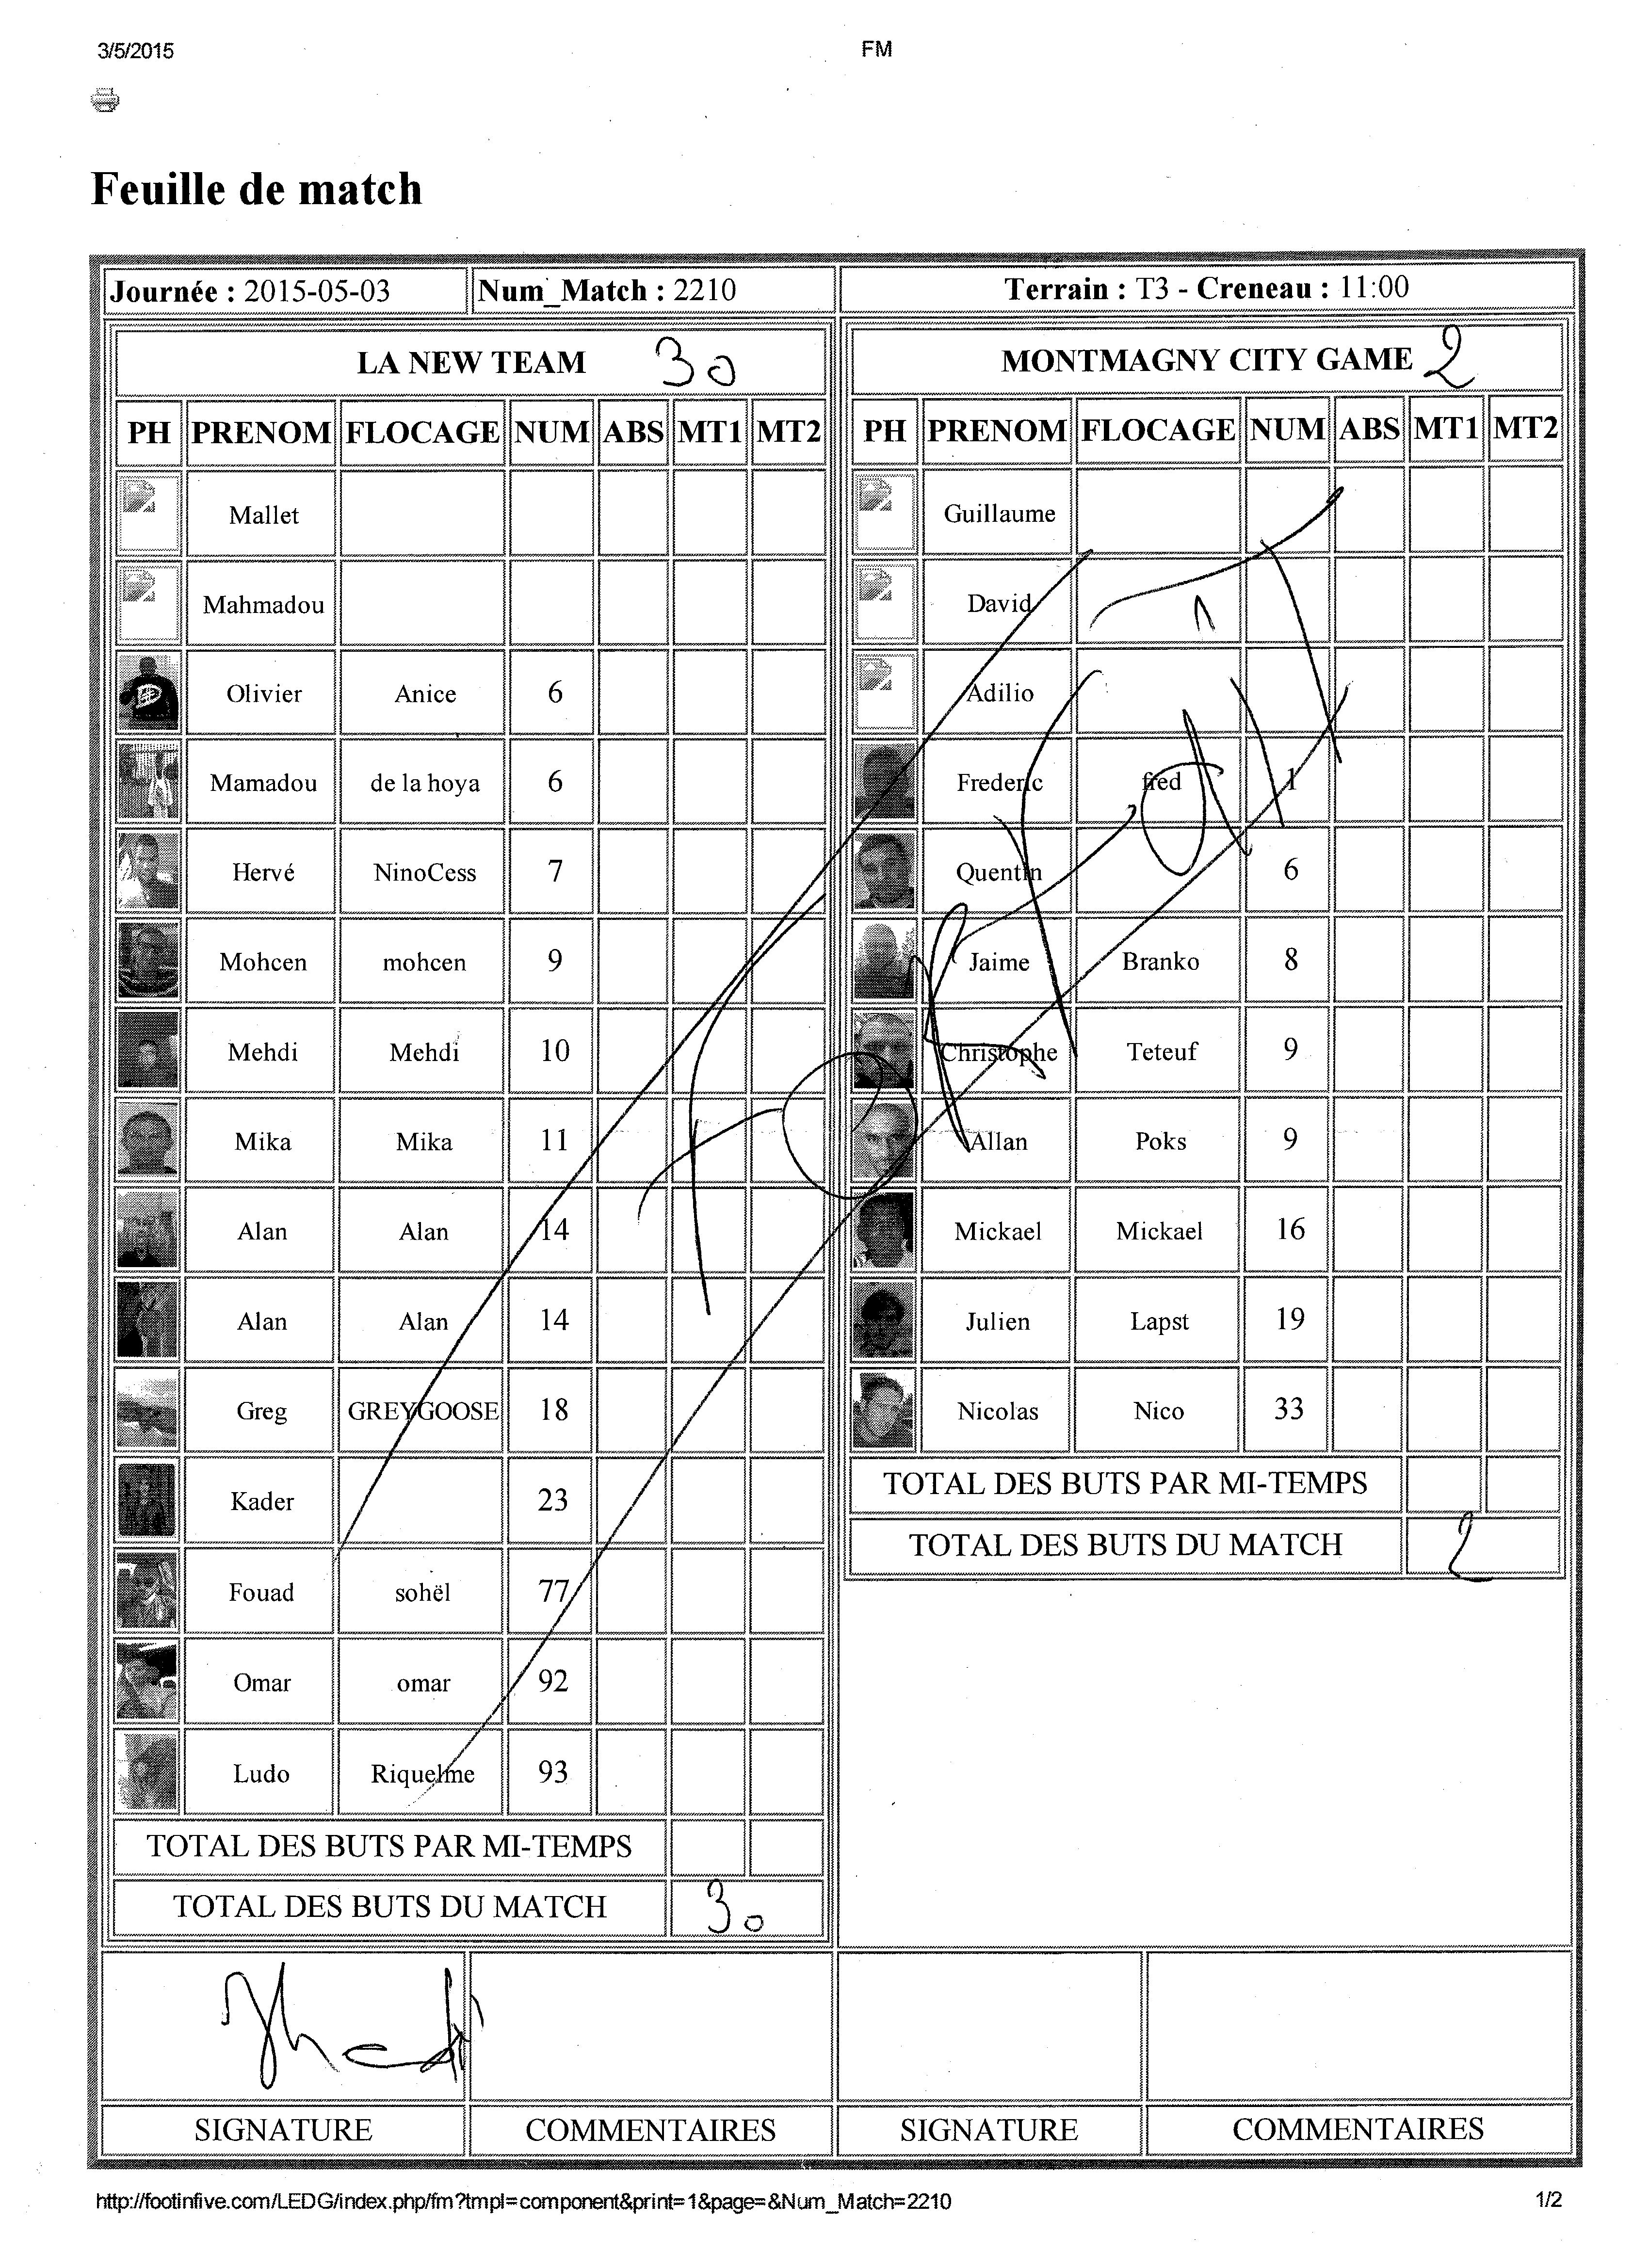 3/5/2015 FM
Feuille de match
Journée : 2015-05-03 Num_Match : 2210 Terrain : T3 - Creneau : 11:00
LA NEW TEAM 30 MONTMAGNY CITY GAME 2
PH PRENOM FLOCAGE NUM ABS MT1 MT2 PH PRENOM FLOCAGE NUM ABS MT1 MT2
Mallet Guillaume
Mahmadou David
Olivier Anice 6 Adilio
Mamadou de la hoya 6 Frederic fred 1
Hervé NinoCess 7 Quentin 6
Mohcen mohcen 9 Jaime Branko 8
Mehdi Mehdi 10 Christophe Teteuf 9
Mika Mika 11 Allan Poks 9
Alan Alan 14 Mickael Mickael 16
Alan Alan 14 Julien Lapst 19
Greg GREYGOOSE 18 Nicolas Nico 33
Kader 23 TOTAL DES BUTS PAR MI-TEMPS
TOTAL DES BUTS DU MATCH 2
Fouad sohël 77
Omar omar 92
Ludo Riquelme 93
TOTAL DES BUTS PAR MI-TEMPS
TOTAL DES BUTS DU MATCH 30
SIGNATURE COMMENTAIRES SIGNATURE COMMENTAIRES
http://footinfive.com/LEDG/index.php/fm?tmpl=component&print=1&page=&Num_Match=2210 1/2